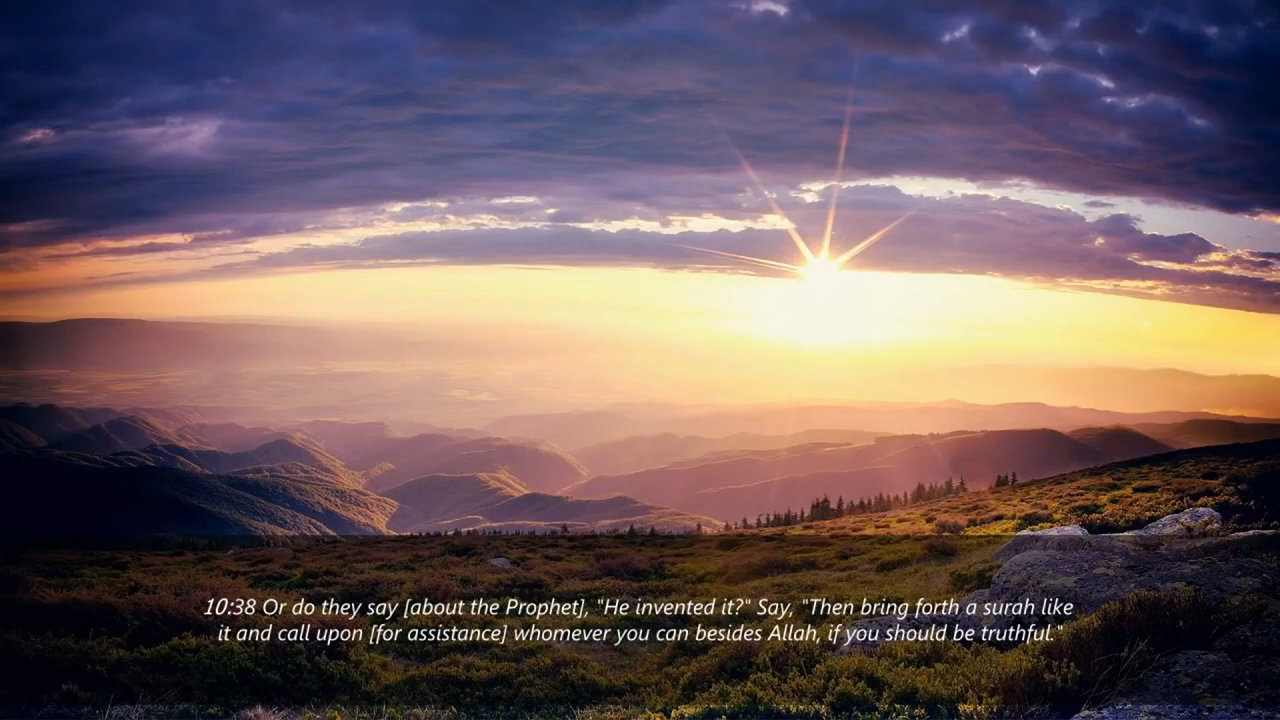 10:38 Or do they say [about the Prophet], "He invented it?" Say, "Then bring forth a surah like
it and call upon [for assistance] whomever you can besides Allah, if you should be truthful."